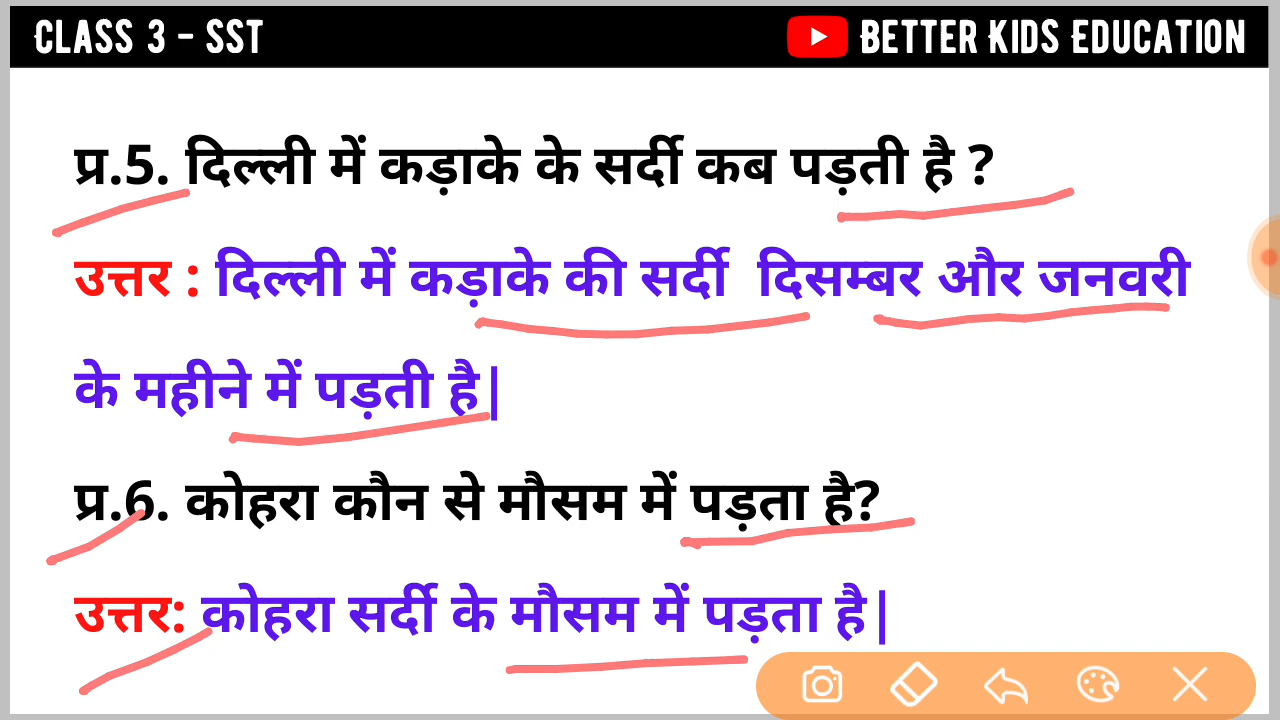 CLASS 3 - SST
BETTER KIDS EDUCATION
प्र.5. दिल्ली में कड़ाके के सर्दी कब पड़ती है ?
उत्तर : दिल्ली में कड़ाके की सर्दी दिसम्बर और जनवरी
के महीने में पड़ती है|
प्र.6. कोहरा कौन से मौसम में पड़ता है?
उत्तर: कोहरा सर्दी के मौसम में पड़ता है|